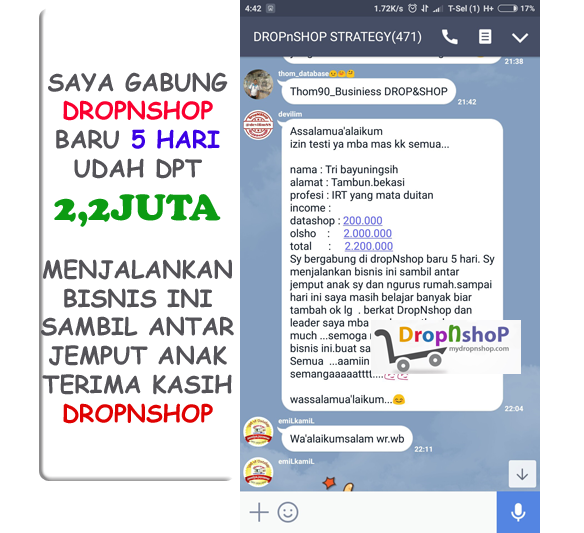 SAYA GABUNG
DROPNSHOP
BARU 5 HARI
UDAH DPT
2,2JUTA
MENJALANKAN
BISNIS INI
SAMBIL ANTAR
JEMPUT ANAK
TERIMA KASIH
DROPNSHOP
4:42
1.72K/s
T-Sel (1) H+
17%
DROPnSHOP STRATEGY(471)
21:38
thom_database
Thom90_Businiess DROP&SHOP
21:42
devilim
Assalamua'alaikum
izin testi ya mba mas kk semua...
nama : Tri bayuningsih
alamat : Tambun.bekasi
profesi : IRT yang mata duitan
income :
datashop : 200.000
olsho : 2.000.000
total : 2.200.000
Sy bergabung di dropNshop baru 5 hari. Sy
menjalankan bisnis ini sambil antar
jemput anak sy dan ngurus rumah.sampai
hari ini saya masih belajar banyak biar
tambah ok lg . berkat DropNshop dan
leader saya mba
much ...semoga
bisnis ini.buat sa
Semua ...aamiin
semangaaaaatttt....
wassalamua'laikum...
22:04
DropNshoP
mydropnshop.com
emiLkamiL
Wa'alaikumsalam wr.wb
22:11
emiLkamiL